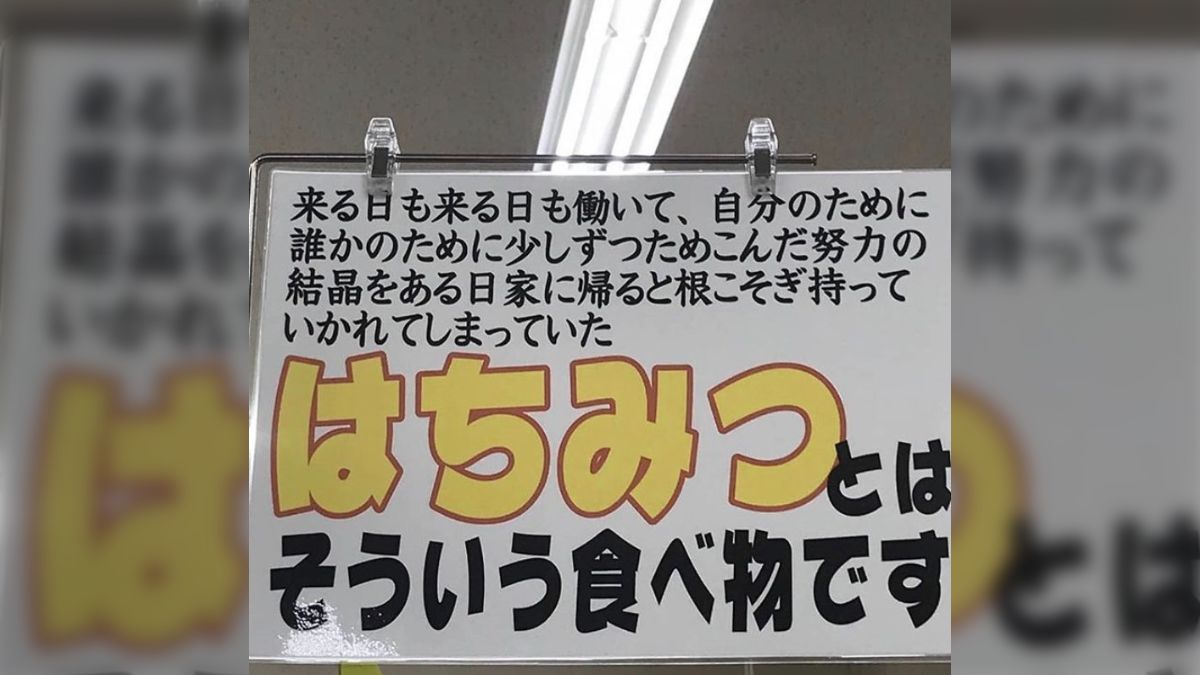 来る日も来る日も働いて、自分のために
誰かのために少しずつためこんだ努力の
結晶をある日家に帰ると根こそぎ持って
いかれてしまっていた
はちみつとは
そういう食べ物です